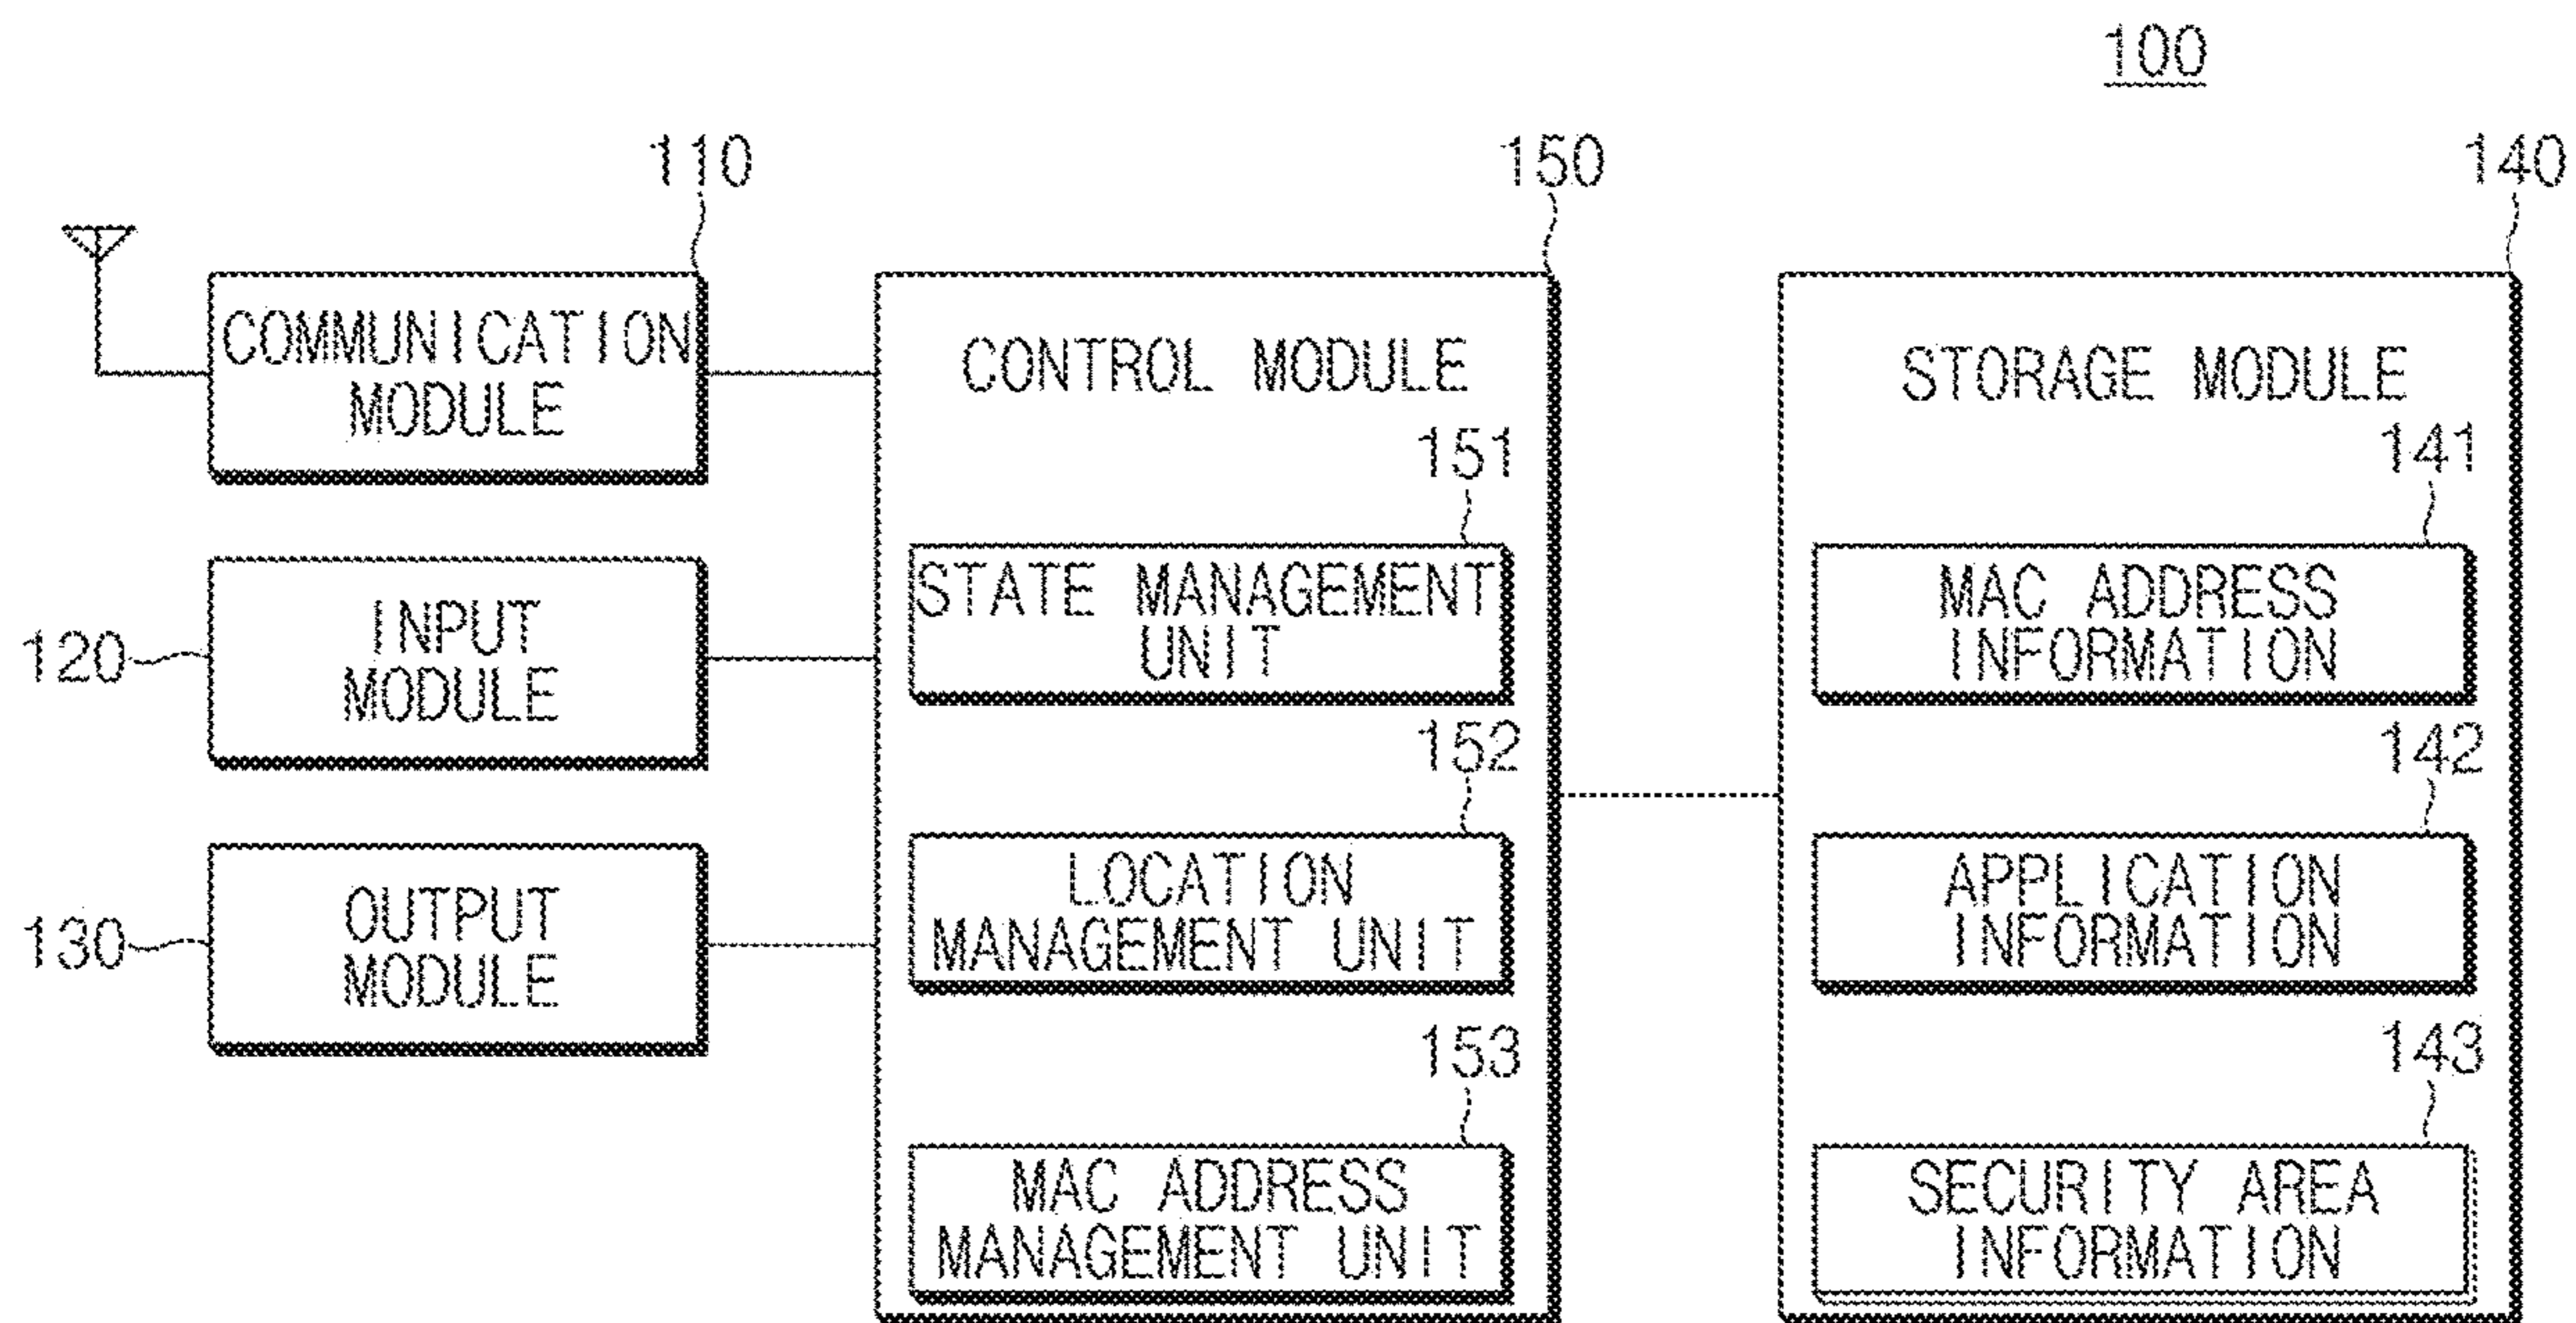 100
110
150
140
COMMUNICATION
MODULE
CONTROL MODULE
STORAGE MODULE
151
141
STATE MANAGEMENT
UNIT
MAC ADDRESS
INFORMATION
120
INPUT
MODULE
152
142
LOCATION
MANAGEMENT UNIT
APPLICATION
INFORMATION
130
OUTPUT
MODULE
153
143
MAC ADDRESS
MANAGEMENT UNIT
SECURITY AREA
INFORMATION